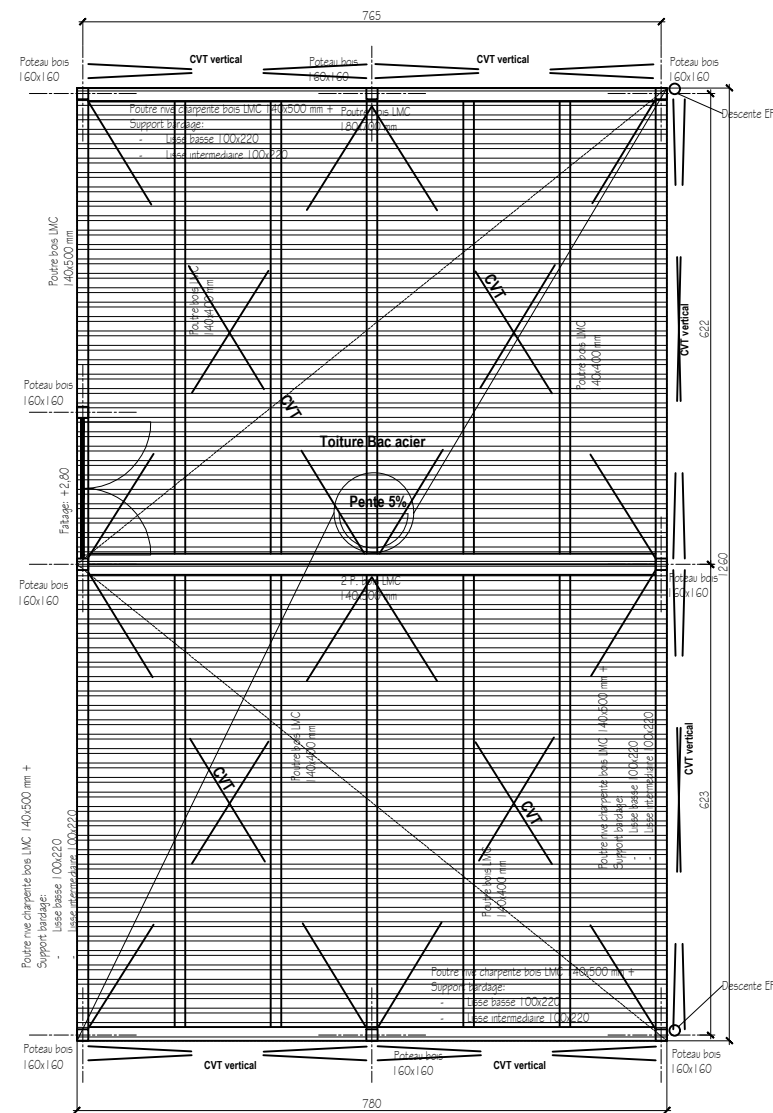 765
CVT vertical
CVT vertical
Poteau bois
160x160
Poteau bois
160x160
Poteau bois
160x160
Descente EP
Poutre rive charpente bois LMC 140x500 mm +
Support bardage:
- Lisse basse 100x220
- Lisse intermediaire 100x220
Poutre bois LMC
mm
Poutre bois LMC
140x500 mm
Poutre bois LMC
140x400 mm
CVT
CVT vertical
622
Poutre bois LMC
140x400 mm
Poteau bois
160x160
CVT
Toiture Bac acier
Pente 5%
Faîtage: +2,80
Poteau bois
160x160
2 P. bois LMC
140x500 mm
Poteau bois
160x160
1260
Poutre bois LMC
140x400 mm
CVT
CVT
CVT vertical
623
Poutre rive charpente bois LMC 140x500 mm +
Support bardage:
- Lisse basse 100x220
- Lisse intermediaire 100x220
Poutre rive charpente bois LMC 140x500 mm +
Support bardage:
- Lisse basse 100x220
- Lisse intermediaire 100x220
Poutre bois LMC
140x400 mm
Poutre rive charpente bois LMC 140x500 mm +
Support bardage:
- Lisse basse 100x220
- Lisse intermediaire 100x220
Descente EP
Poteau bois
160x160
CVT vertical
Poteau bois
160x160
CVT vertical
Poteau bois
160x160
780